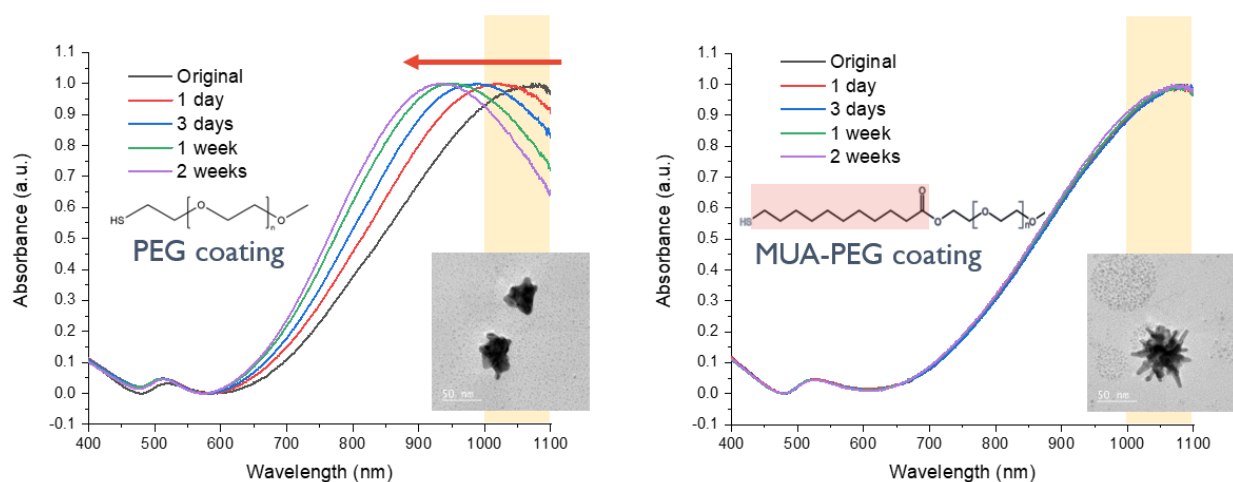 1.1
1.0
0.9
0.8
0.7
0.6
0.5
0.4
0.3
0.2
0.1
0.0
-0.1
Absorbance (a.u.)
400 500 600 700 800 900 1000 1100
Wavelength (nm)
Original
1 day
3 days
1 week
2 weeks
HS O O n
PEG coating
50 nm
1.1
1.0
0.9
0.8
0.7
0.6
0.5
0.4
0.3
0.2
0.1
0.0
-0.1
Absorbance (a.u.)
400 500 600 700 800 900 1000 1100
Wavelength (nm)
Original
1 day
3 days
1 week
2 weeks
O
HS O O O n
MUA-PEG coating
50 nm